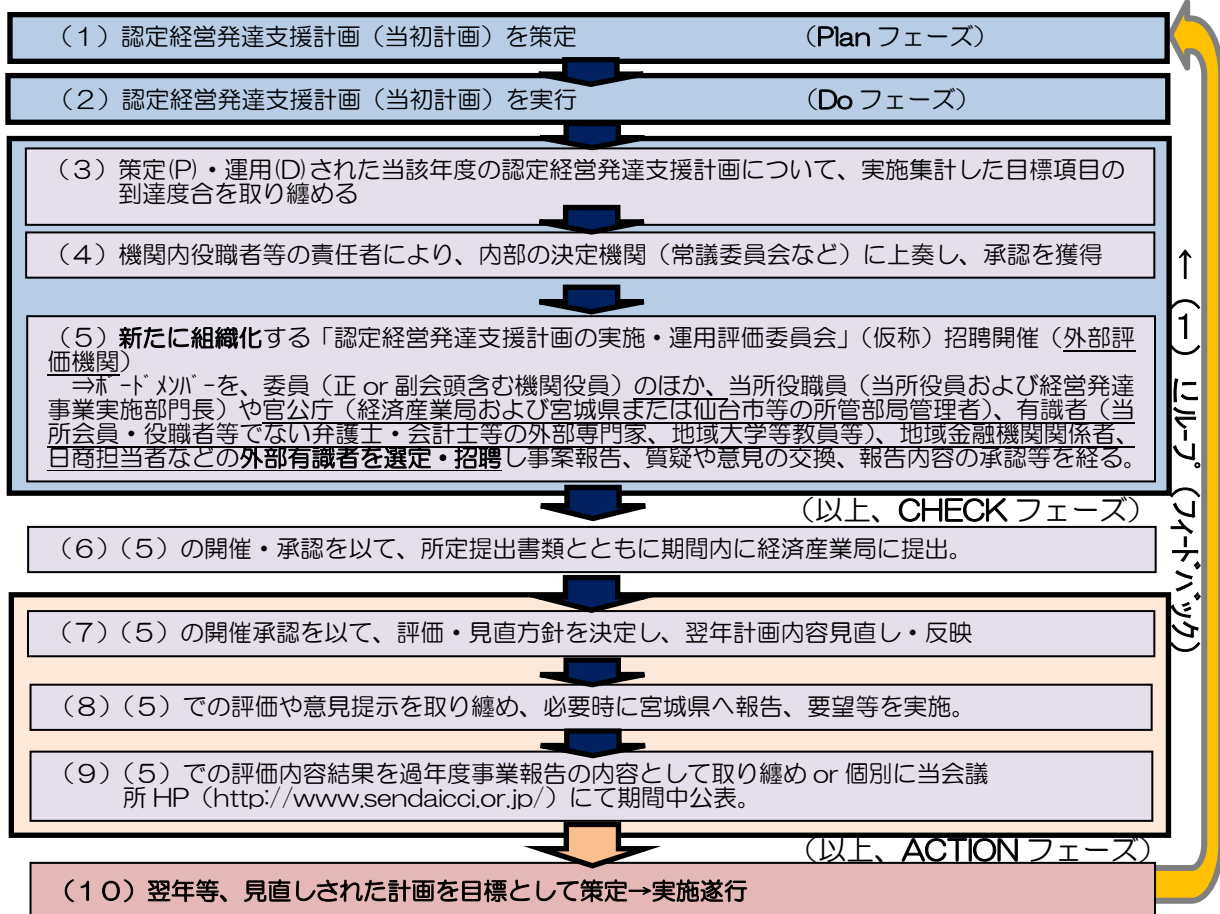 （１）認定経営発達支援計画（当初計画）を策定　（Plan フェーズ）
（２）認定経営発達支援計画（当初計画）を実行　（Do フェーズ）
（３）策定(P)・運用(D)された当該年度の認定経営発達支援計画について、実施集計した目標項目の
到達度合を取り纏める
（４）機関内役職者等の責任者により、内部の決定機関（常議委員会など）に上奏し、承認を獲得
（５）新たに組織化する「認定経営発達支援計画の実施・運用評価委員会」（仮称）招聘開催（外部評
価機関）
⇒ﾎﾞｰﾄﾞﾒﾝﾊﾞｰを、委員（正 or 副会頭含む機関役員）のほか、当所役職員（当所役員および経営発達
事業実施部門長）や官公庁（経済産業局および宮城県または仙台市等の所管部局管理者）、有識者（当
所会員・役職者等でない弁護士・会計士等の外部専門家、地域大学等教員等）、地域金融機関関係者、
日商担当者などの外部有識者を選定・招聘し事案報告、質疑や意見の交換、報告内容の承認等を経る。
（以上、CHECK フェーズ）
（６）（５）の開催・承認を以て、所定提出書類とともに期間内に経済産業局に提出。
（７）（５）の開催承認を以て、評価・見直方針を決定し、翌年計画内容見直し・反映
（８）（５）での評価や意見提示を取り纏め、必要時に宮城県へ報告、要望等を実施。
（９）（５）での評価内容結果を過年度事業報告の内容として取り纏め or 個別に当会議
所 HP（http://www.sendaicci.or.jp/）にて期間中公表。
（以上、ACTION フェーズ）
（１０）翌年等、見直しされた計画を目標として策定→実施遂行
←（１）にループ（フィードバック）